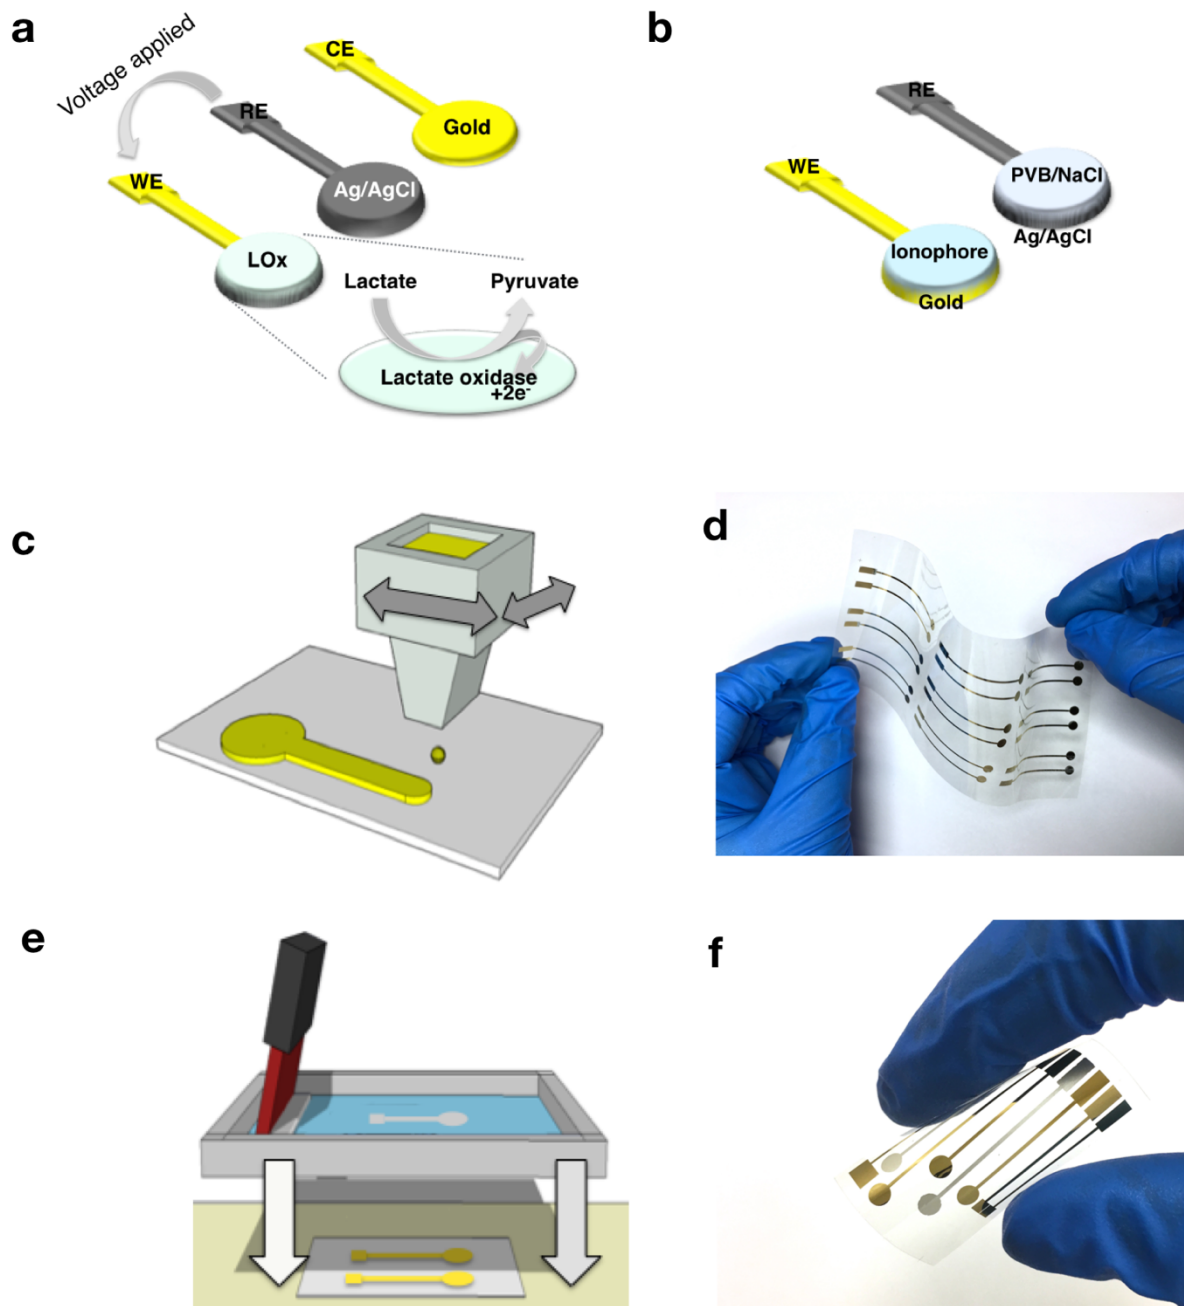 a
Voltage applied
CE
RE
Gold
WE
Ag/AgCl
LOx
Lactate
Pyruvate
Lactate oxidase
+2e⁻
b
RE
WE
PVB/NaCl
Ag/AgCl
Ionophore
Gold
c
d
e
f